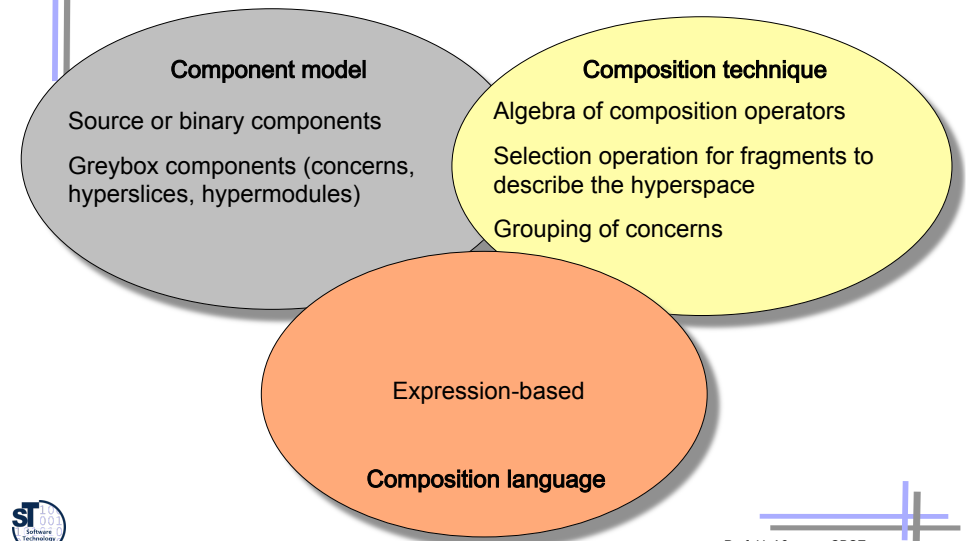 Component model
Source or binary components
Greybox components (concerns,
hyperslices, hypermodules)
Composition technique
Algebra of composition operators
Selection operation for fragments to
describe the hyperspace
Grouping of concerns
Expression-based
Composition language
ST
Software
Technology